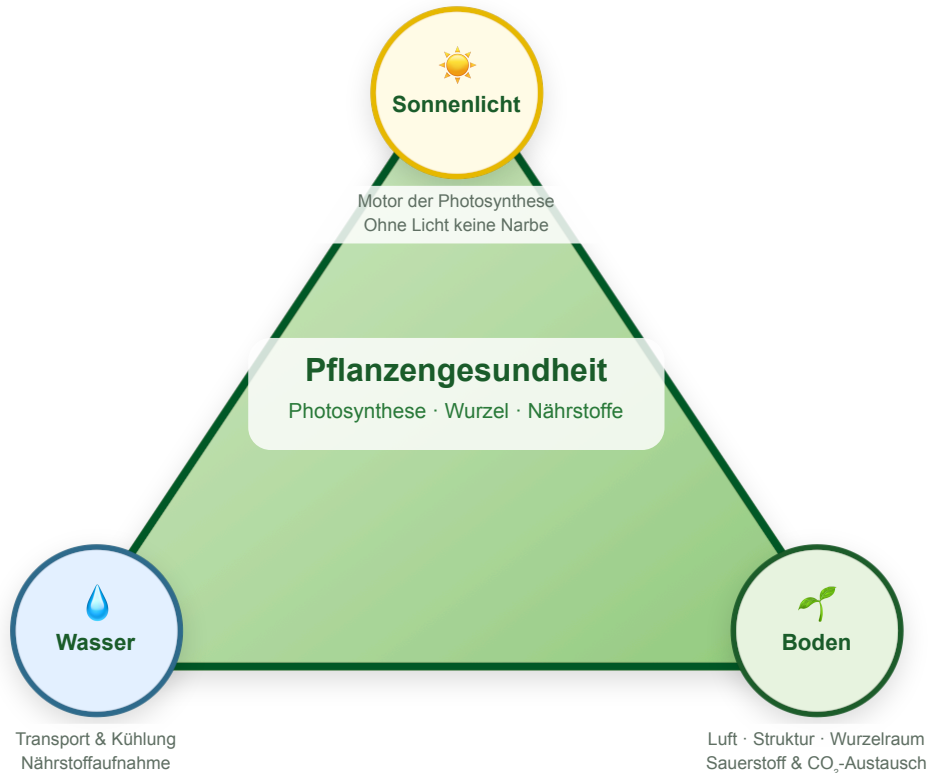 Sonnenlicht
Motor der Photosynthese
Ohne Licht keine Narbe
Pflanzengesundheit
Photosynthese · Wurzel · Nährstoffe
Wasser
Transport & Kühlung
Nährstoffaufnahme
Boden
Luft · Struktur · Wurzelraum
Sauerstoff & CO₂-Austausch